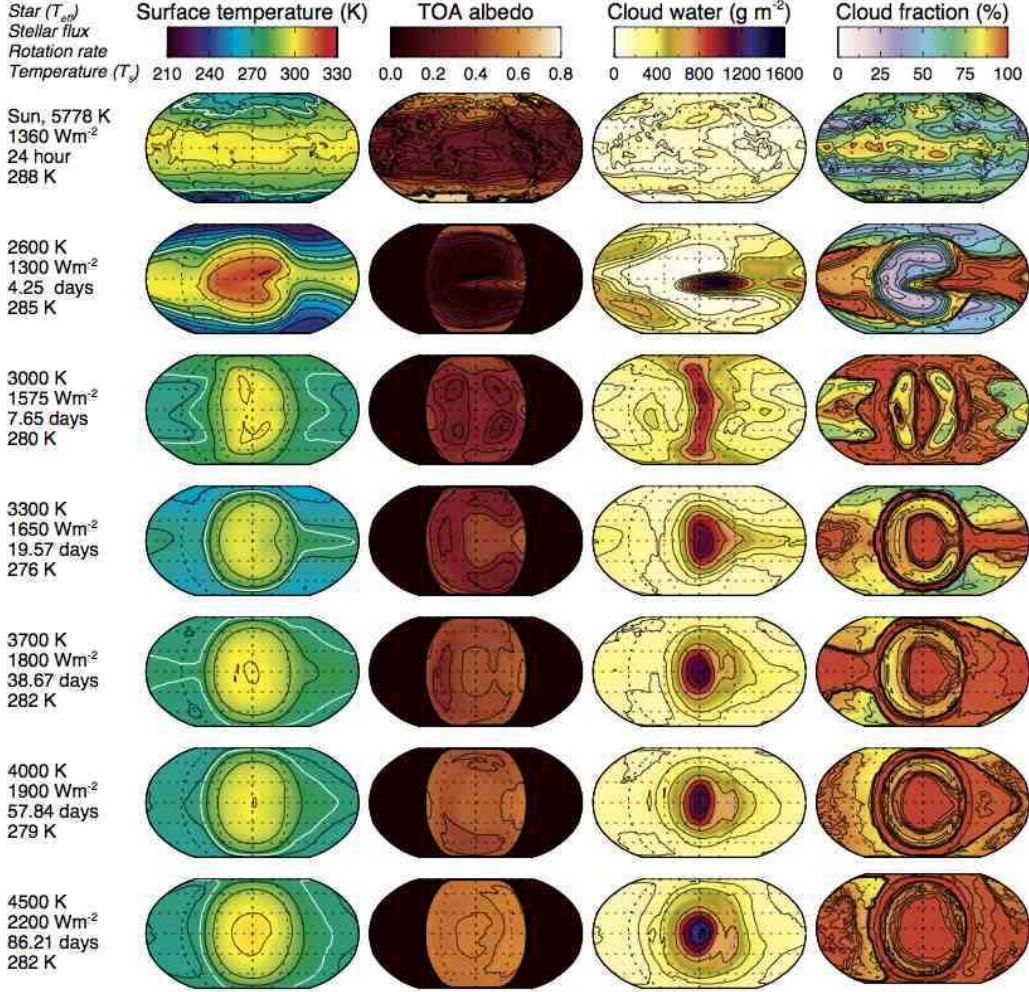 Star (Teff)
Stellar flux
Rotation rate
Temperature (Ts)
Surface temperature (K)
210 240 270 300 330
TOA albedo
0.0 0.2 0.4 0.6 0.8
Cloud water (g m-2)
0 400 800 1200 1600
Cloud fraction (%)
0 25 50 75 100
Sun, 5778 K
1360 Wm-2
24 hour
288 K
2600 K
1300 Wm-2
4.25 days
285 K
3000 K
1575 Wm-2
7.65 days
280 K
3300 K
1650 Wm-2
19.57 days
276 K
3700 K
1800 Wm-2
38.67 days
282 K
4000 K
1900 Wm-2
57.84 days
279 K
4500 K
2200 Wm-2
86.21 days
282 K